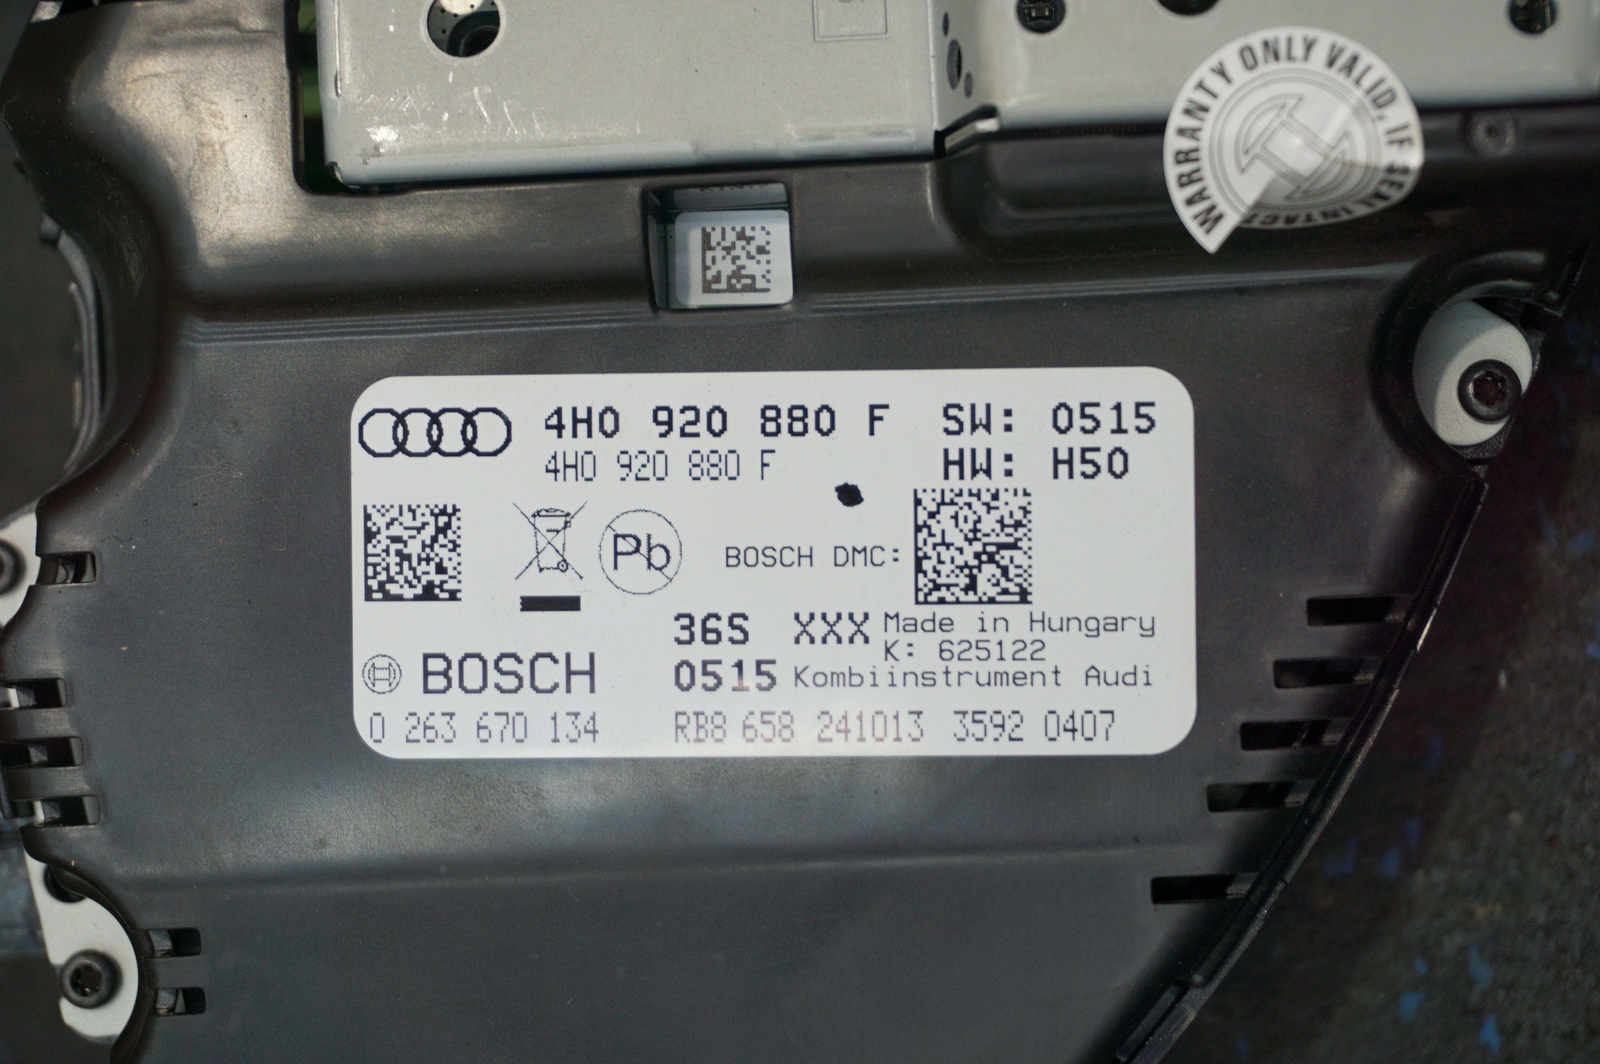 WARRANTY ONLY VALID, IF SEAL INTACT
4H0 920 880 F SW: 0515
4H0 920 880 F HW: H50
Pb
BOSCH DMC:
36S XXX Made in Hungary
K: 625122
BOSCH 0515 Kombiinstrument Audi
0 263 670 134 RB8 658 241013 3592 0407